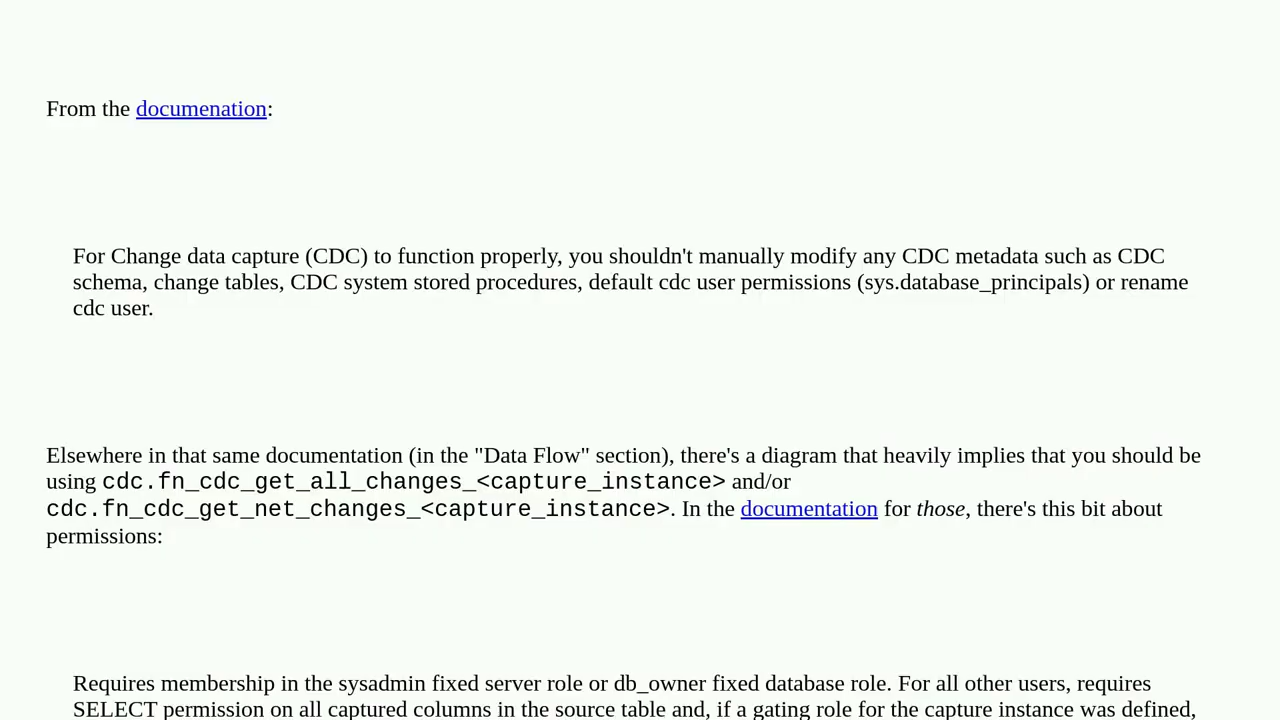 From the documenation:
For Change data capture (CDC) to function properly, you shouldn't manually modify any CDC metadata such as CDC
schema, change tables, CDC system stored procedures, default cdc user permissions (sys.database_principals) or rename
cdc user.
Elsewhere in that same documentation (in the "Data Flow" section), there's a diagram that heavily implies that you should be
using cdc.fn_cdc_get_all_changes_<capture_instance> and/or
cdc.fn_cdc_get_net_changes_<capture_instance>. In the documentation for those, there's this bit about
permissions:
Requires membership in the sysadmin fixed server role or db_owner fixed database role. For all other users, requires
SELECT permission on all captured columns in the source table and, if a gating role for the capture instance was defined,